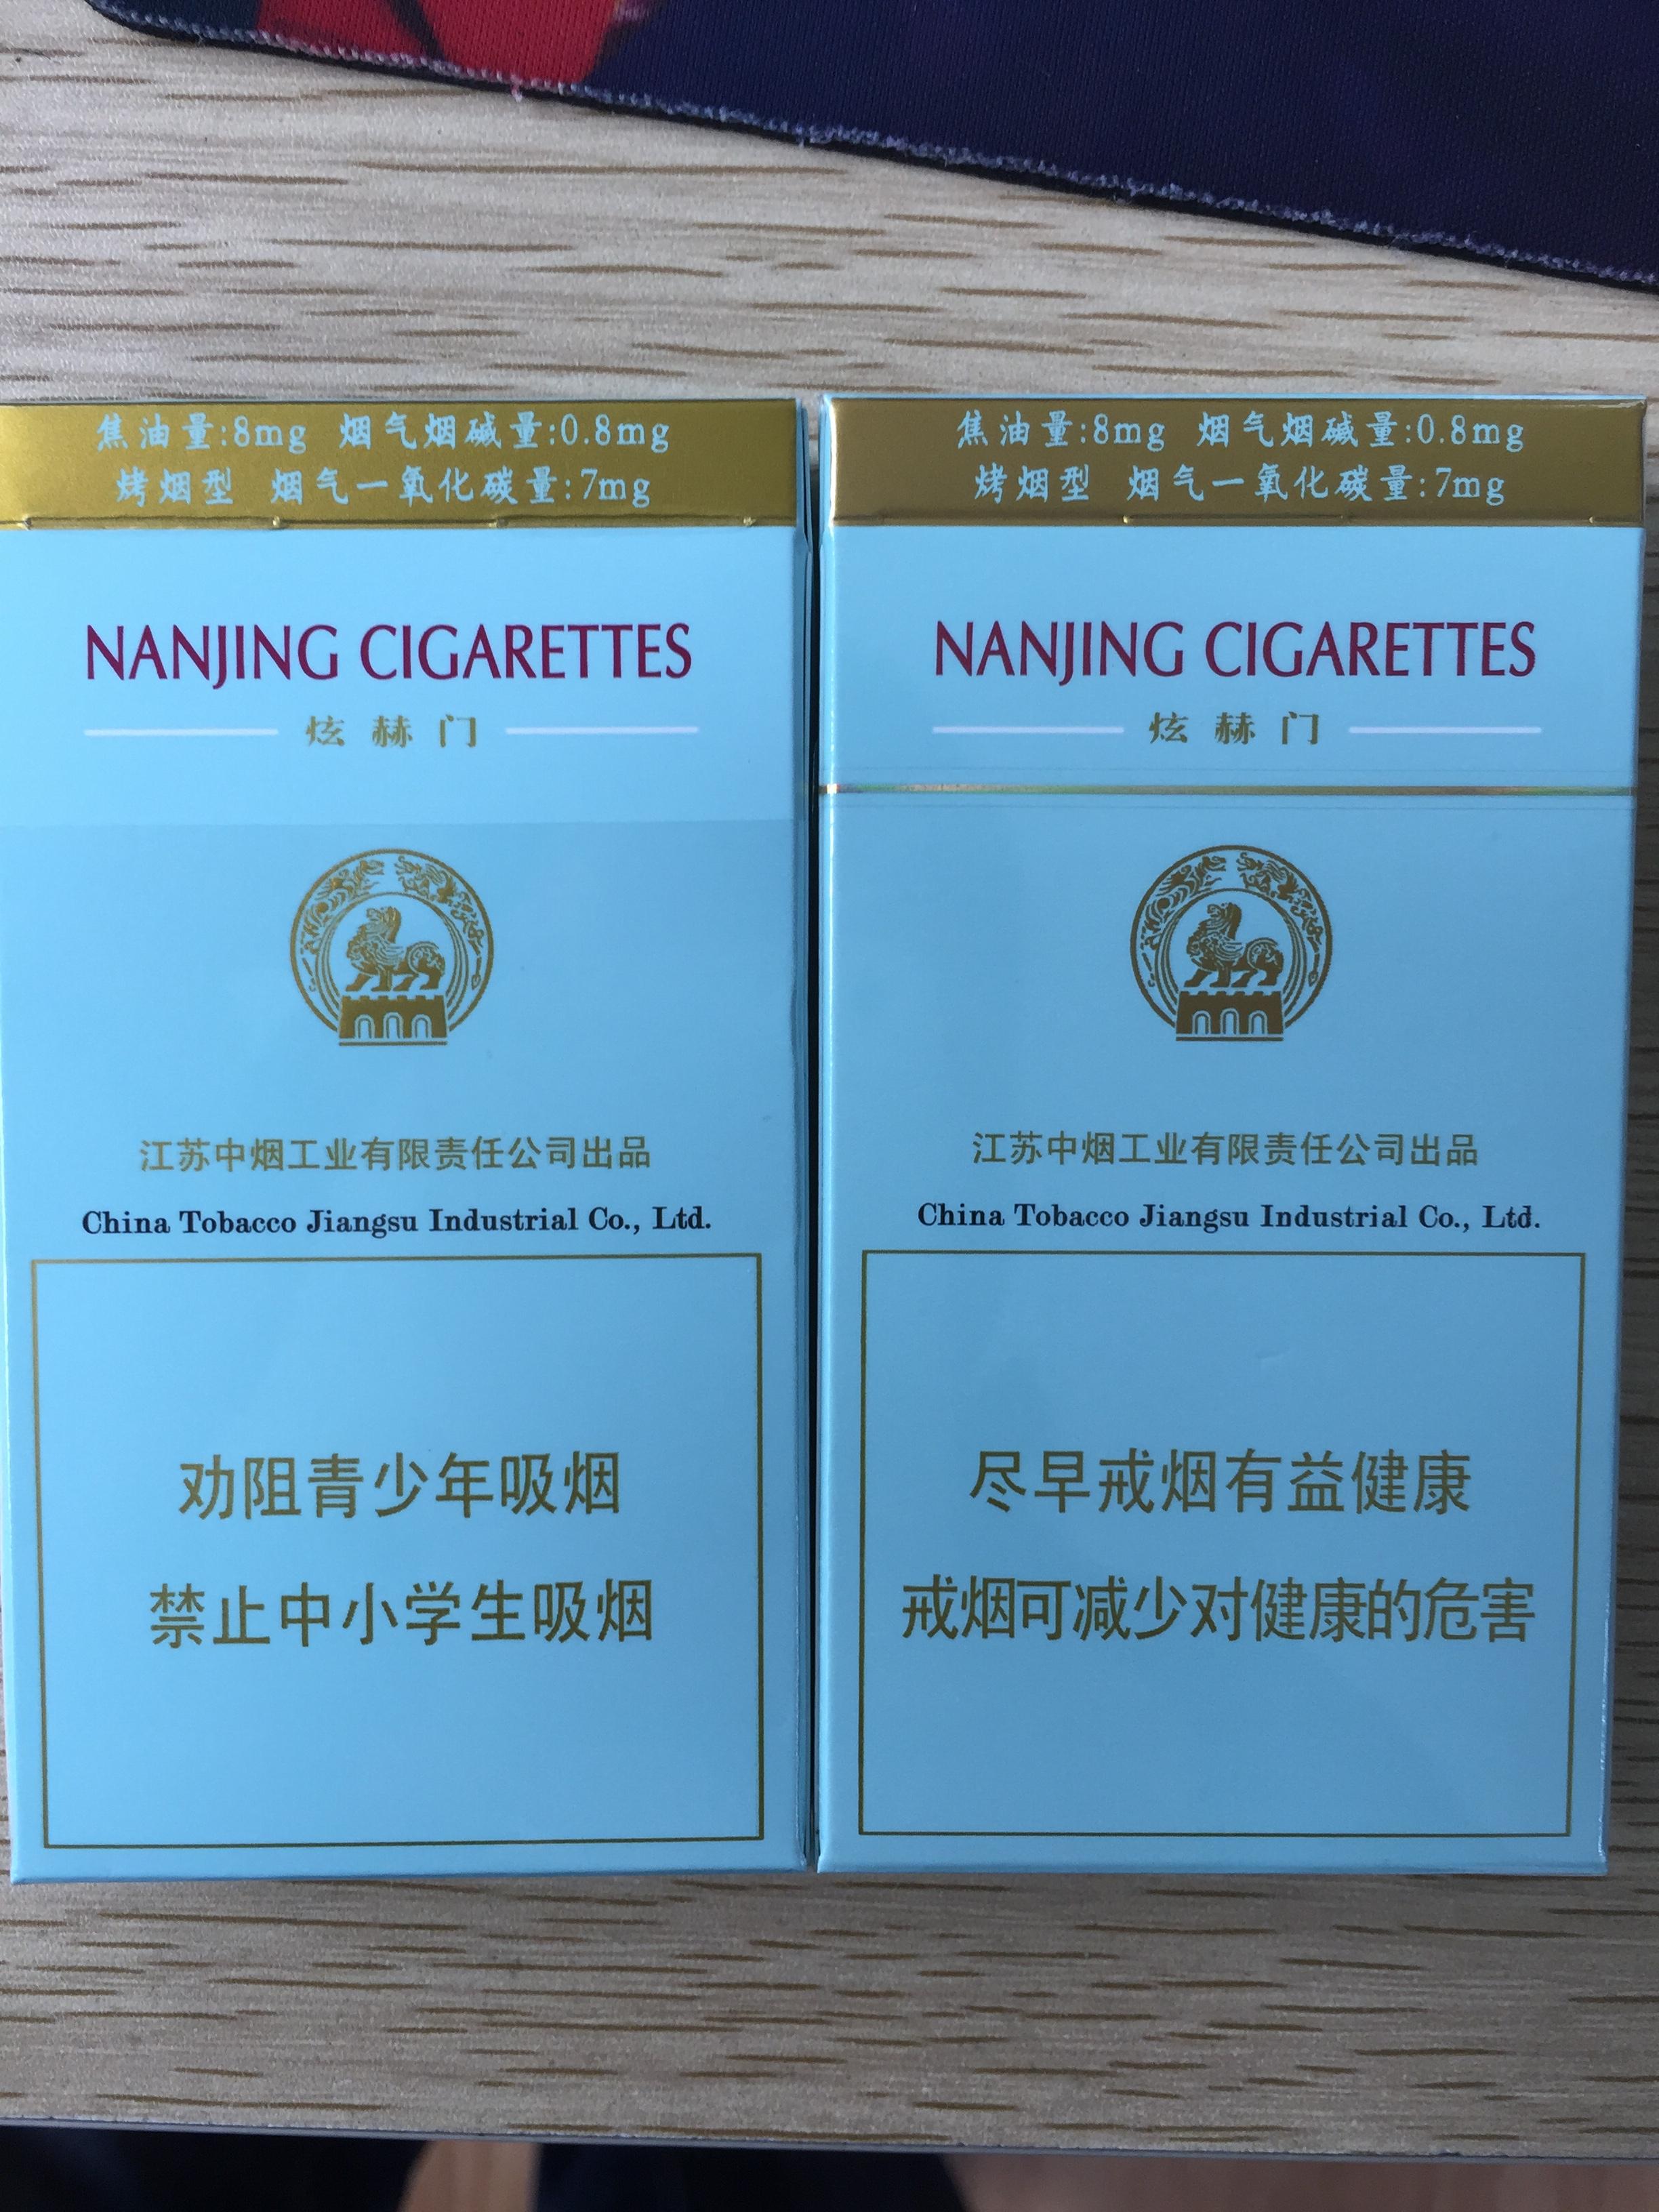 焦油量:8mg 烟气烟碱量:0.8mg
烤烟型 烟气一氧化碳量:7mg
NANJING CIGARETTES
炫赫门
江苏中烟工业有限责任公司出品
China Tobacco Jiangsu Industrial Co., Ltd.
劝阻青少年吸烟
禁止中小学生吸烟
焦油量:8mg 烟气烟碱量:0.8mg
烤烟型 烟气一氧化碳量:7mg
NANJING CIGARETTES
炫赫门
江苏中烟工业有限责任公司出品
China Tobacco Jiangsu Industrial Co., Ltd.
尽早戒烟有益健康
戒烟可减少对健康的危害